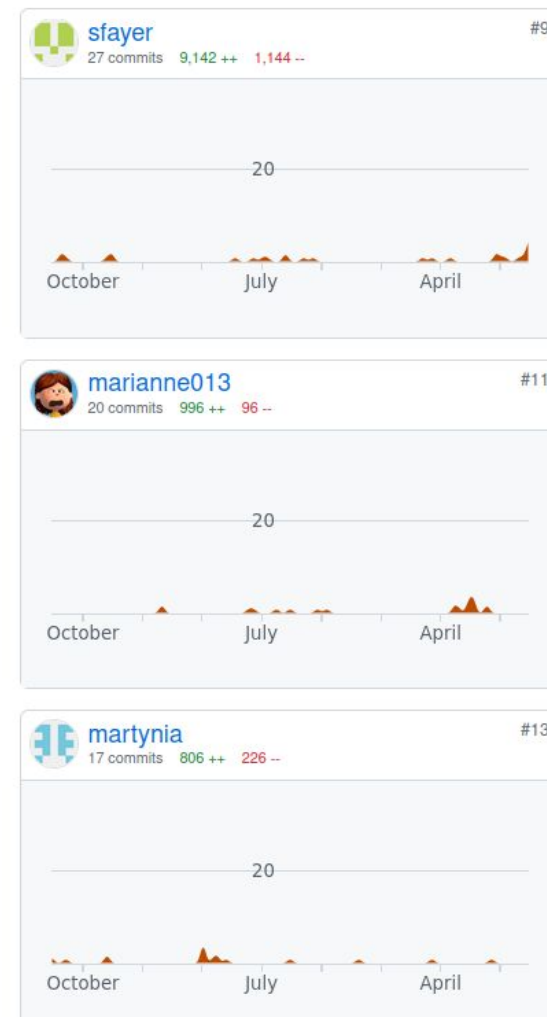 sfayer #9
27 commits 9,142 ++ 1,144 --
20
October July April
marianne013 #11
20 commits 996 ++ 96 --
20
October July April
martynia #13
17 commits 806 ++ 226 --
20
October July April